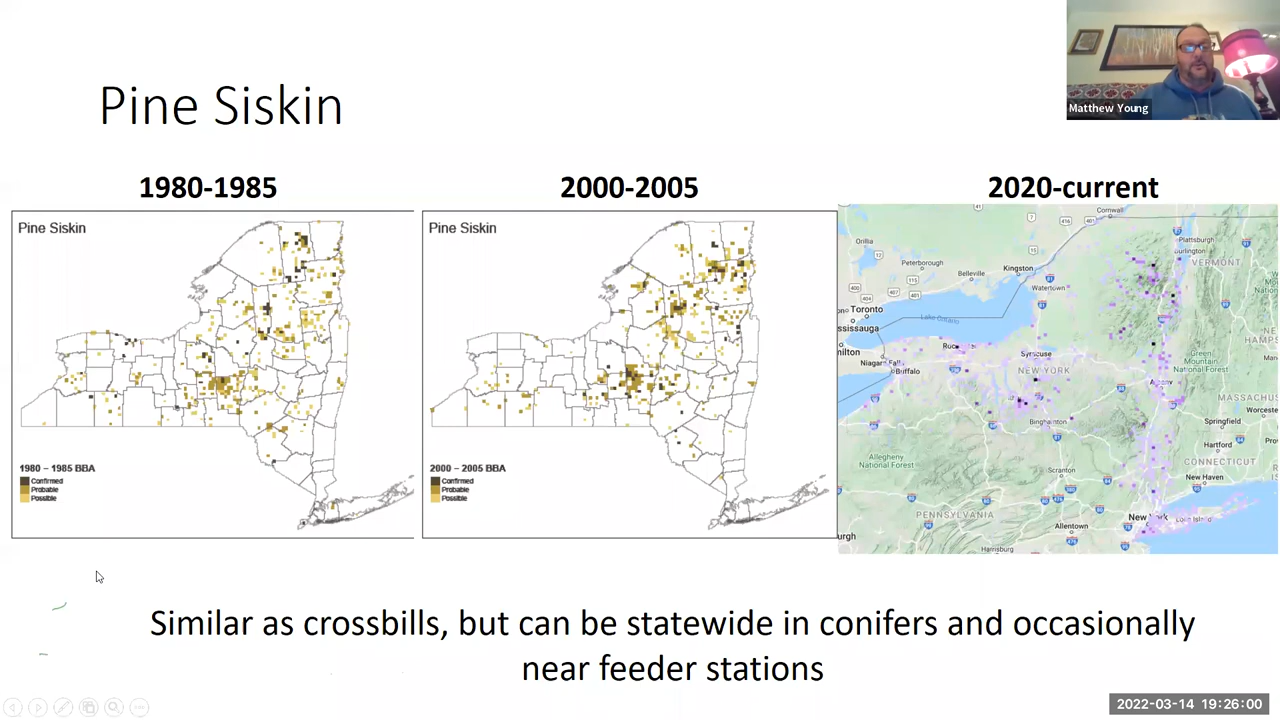 Matthew Young
Pine Siskin
1980-1985
2000-2005
2020-current
Pine Siskin
1980 – 1985 BBA
Confirmed
Probable
Possible
Pine Siskin
2000 – 2005 BBA
Confirmed
Probable
Possible
Cornwall
Orillia
Plattsburgh
Burlington
Peterborough
VERMONT
Belleville
Kingston
Watertown
Toronto
Lake Ontario
Syracuse
Green
Mountain
National Forest
Niagara
Buffalo
NEW YORK
Albany
Binghamton
Springfield
Worcester
Hartford
Allegheny
National Forest
Scranton
CONNECTICUT
New Haven
PENNSYLVANIA
New York
Long Island
Allentown
Harrisburg
Similar as crossbills, but can be statewide in conifers and occasionally
near feeder stations
2022-03-14 19:26:00